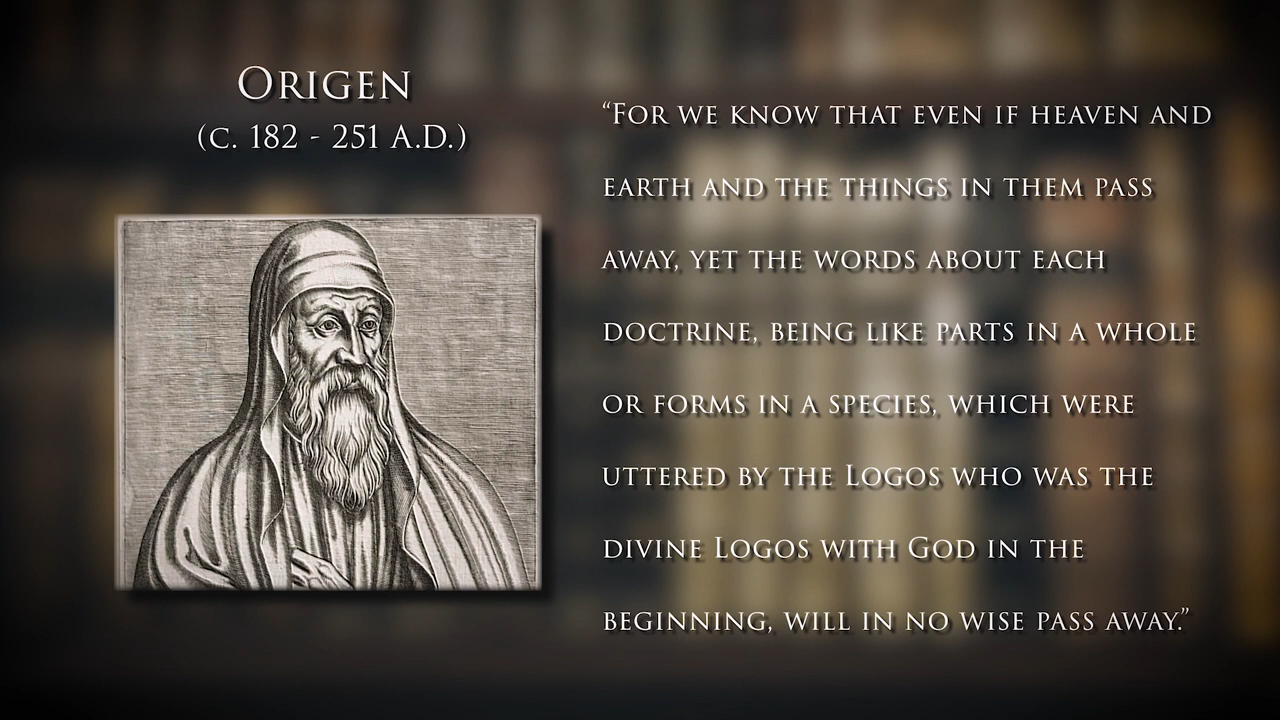 Origen
(c. 182 - 251 A.D.)
“For we know that even if heaven and
earth and the things in them pass
away, yet the words about each
doctrine, being like parts in a whole
or forms in a species, which were
uttered by the Logos who was the
divine Logos with God in the
beginning, will in no wise pass away.”